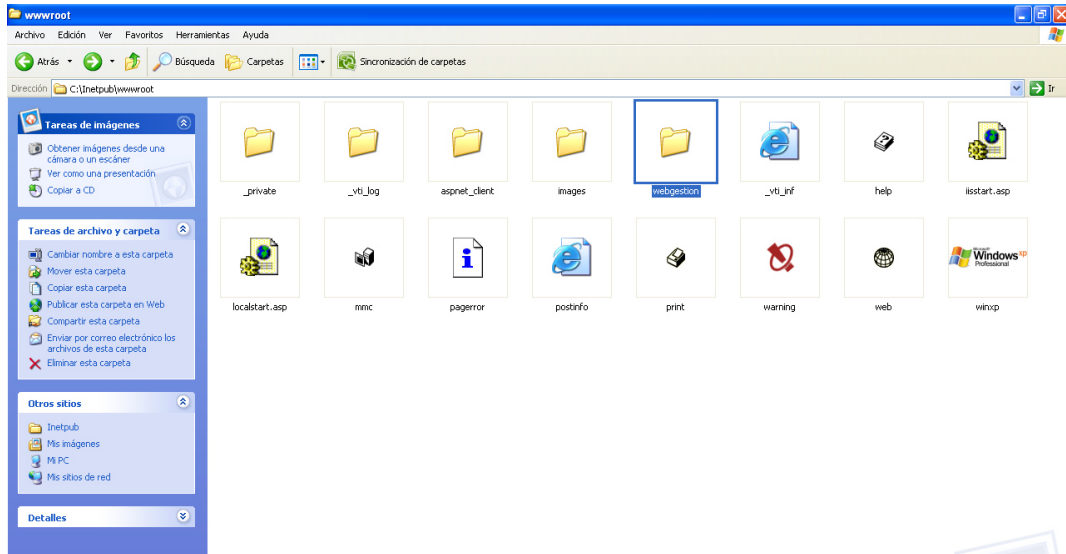 wwwroot
Archivo Edición Ver Favoritos Herramientas Ayuda
Atrás Búsqueda Carpetas Sincronización de carpetas
Dirección C:\Inetpub\wwwroot Ir
Tareas de imágenes
Obtener imágenes desde una
cámara o un escáner
Ver como una presentación
Copiar a CD
Tareas de archivo y carpeta
Cambiar nombre a esta carpeta
Mover esta carpeta
Copiar esta carpeta
Publicar esta carpeta en Web
Compartir esta carpeta
Enviar por correo electrónico los
archivos de esta carpeta
Eliminar esta carpeta
Otros sitios
Inetpub
Mis imágenes
Mi PC
Mis sitios de red
Detalles
_private _vti_log aspnet_client images webgestion _vti_inf help iisstart.asp
Microsoft
Windows xp
Professional
localstart.asp mmc pagerror postinfo print warning web winxp